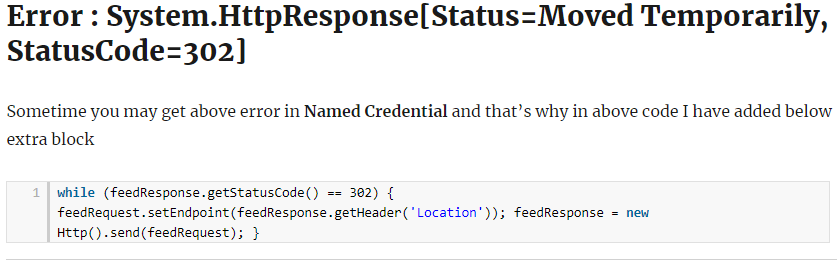 Error : System.HttpResponse[Status=Moved Temporarily,
StatusCode=302]
Sometime you may get above error in Named Credential and that’s why in above code I have added below
extra block
1 while (feedResponse.getStatusCode() == 302) {
feedRequest.setEndpoint(feedResponse.getHeader('Location')); feedResponse = new
Http().send(feedRequest); }